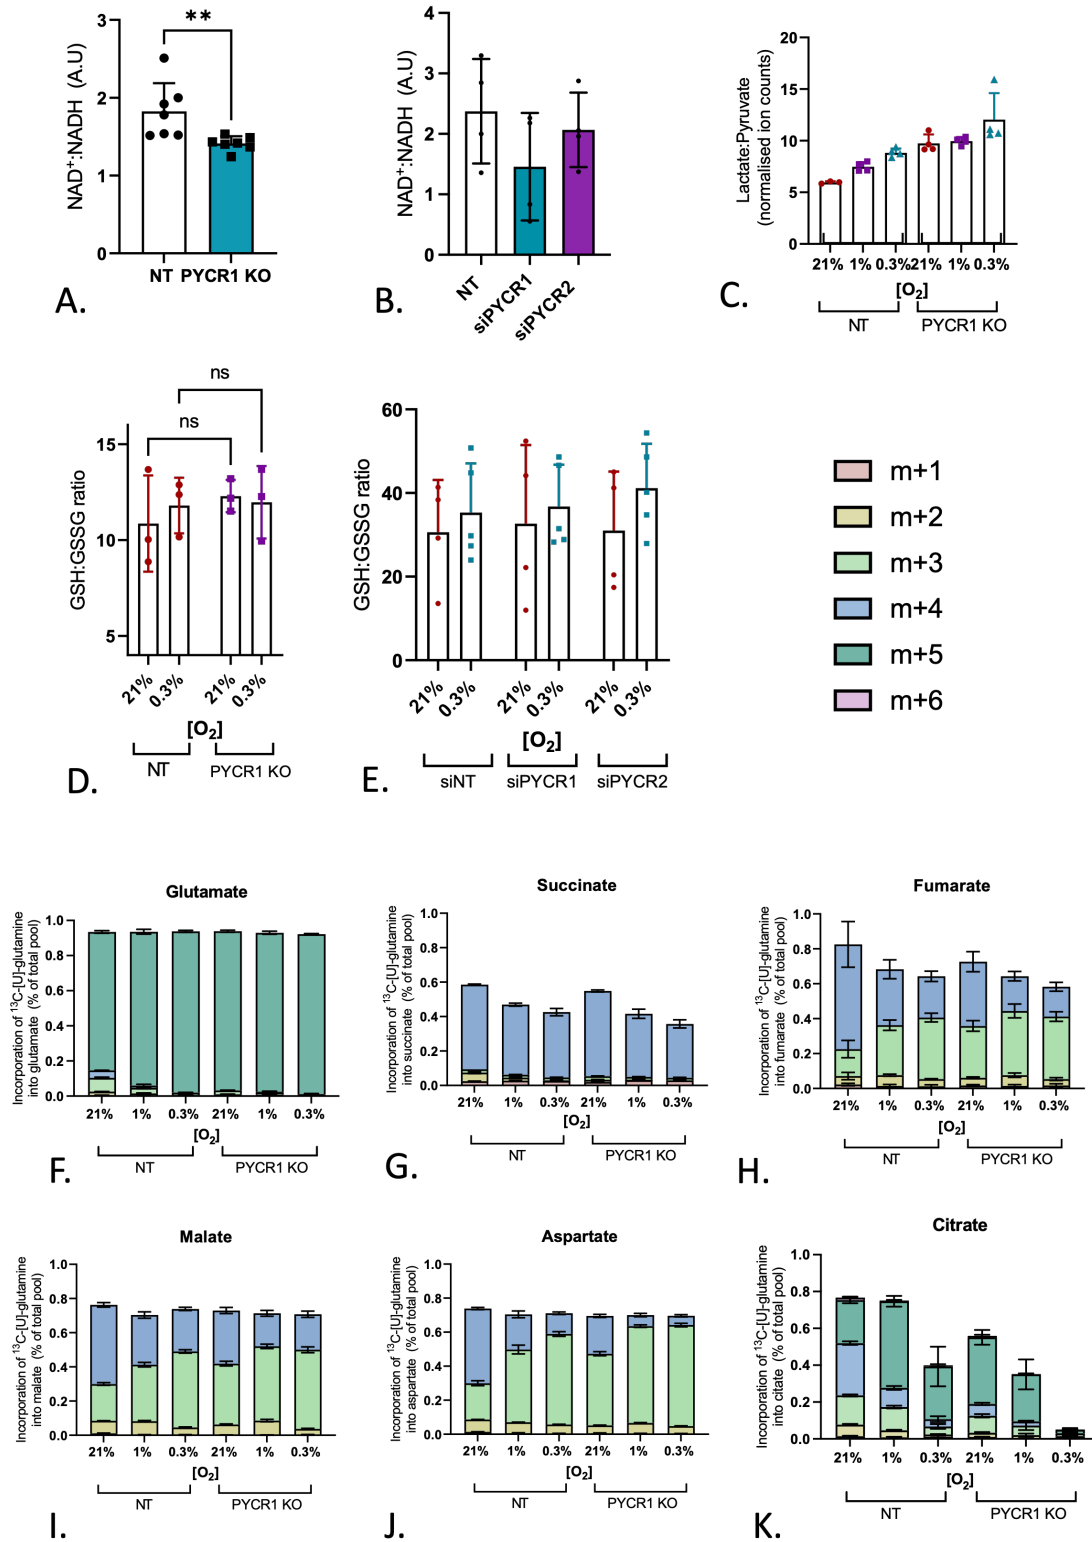 **
3
2
1
0
NAD⁺:NADH (A.U)
NT PYCR1 KO
A.
4
3
2
1
0
NAD⁺:NADH (A.U)
NT
siPYCR1
siPYCR2
B.
20
15
10
5
0
Lactate:Pyruvate
(normalised ion counts)
21% 1% 0.3% 21% 1% 0.3%
[O₂]
NT PYCR1 KO
C.
ns
ns
15
10
5
GSH:GSSG ratio
21% 0.3% 21% 0.3%
[O₂]
NT PYCR1 KO
D.
60
40
20
0
GSH:GSSG ratio
21% 0.3% 21% 0.3% 21% 0.3%
[O₂]
siNT siPYCR1 siPYCR2
E.
m+1
m+2
m+3
m+4
m+5
m+6
Glutamate
Incorporation of ¹³C-[U]-glutamine
into glutamate (% of total pool)
1.0
0.8
0.6
0.4
0.2
0.0
21% 1% 0.3% 21% 1% 0.3%
[O₂]
NT PYCR1 KO
F.
Succinate
Incorporation of ¹³C-[U]-glutamine
into succinate (% of total pool)
1.0
0.8
0.6
0.4
0.2
0.0
21% 1% 0.3% 21% 1% 0.3%
[O₂]
NT PYCR1 KO
G.
Fumarate
Incorporation of ¹³C-[U]-glutamine
into fumarate (% of total pool)
1.0
0.8
0.6
0.4
0.2
0.0
21% 1% 0.3% 21% 1% 0.3%
[O₂]
NT PYCR1 KO
H.
Malate
Incorporation of ¹³C-[U]-glutamine
into malate (% of total pool)
1.0
0.8
0.6
0.4
0.2
0.0
21% 1% 0.3% 21% 1% 0.3%
[O₂]
NT PYCR1 KO
I.
Aspartate
Incorporation of ¹³C-[U]-glutamine
into aspartate (% of total pool)
1.0
0.8
0.6
0.4
0.2
0.0
21% 1% 0.3% 21% 1% 0.3%
[O₂]
NT PYCR1 KO
J.
Citrate
Incorporation of ¹³C-[U]-glutamine
into citrate (% of total pool)
1.0
0.8
0.6
0.4
0.2
0.0
21% 1% 0.3% 21% 1% 0.3%
[O₂]
NT PYCR1 KO
K.